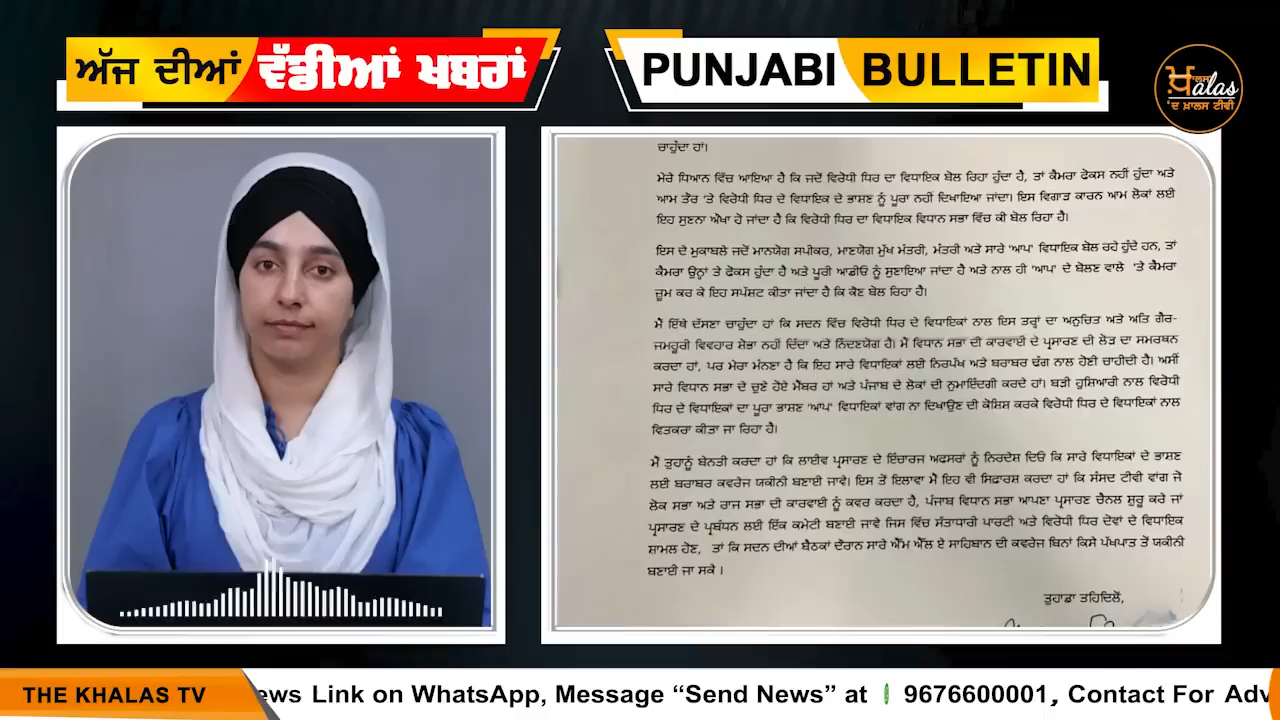 ਅੱਜ ਦੀਆਂ ਵੱਡੀਆਂ ਖਬਰਾਂ
PUNJABI BULLETIN
ਖ਼ਾਲਸ
alas
'ਦ ਖ਼ਾਲਸ ਟੀਵੀ
ਚਾਹੁੰਦਾ ਹਾਂ।
ਮੇਰੇ ਧਿਆਨ ਵਿੱਚ ਆਇਆ ਹੈ ਕਿ ਜਦੋਂ ਵਿਰੋਧੀ ਧਿਰ ਦਾ ਵਿਧਾਇਕ ਬੋਲ ਰਿਹਾ ਹੁੰਦਾ ਹੈ, ਤਾਂ ਕੈਮਰਾ ਫੋਕਸ ਨਹੀਂ ਹੁੰਦਾ ਅਤੇ
ਆਮ ਤੌਰ 'ਤੇ ਵਿਰੋਧੀ ਧਿਰ ਦੇ ਵਿਧਾਇਕ ਦੇ ਭਾਸ਼ਣ ਨੂੰ ਪੂਰਾ ਨਹੀਂ ਦਿਖਾਇਆ ਜਾਂਦਾ। ਇਸ ਵਿਗਾੜ ਕਾਰਨ ਆਮ ਲੋਕਾਂ ਲਈ
ਇਹ ਸੁਣਨਾ ਔਖਾ ਹੋ ਜਾਂਦਾ ਹੈ ਕਿ ਵਿਰੋਧੀ ਧਿਰ ਦਾ ਵਿਧਾਇਕ ਵਿਧਾਨ ਸਭਾ ਵਿੱਚ ਕੀ ਬੋਲ ਰਿਹਾ ਹੈ।
ਇਸ ਦੇ ਮੁਕਾਬਲੇ ਜਦੋਂ ਮਾਨਯੋਗ ਸਪੀਕਰ, ਮਾਣਯੋਗ ਮੁੱਖ ਮੰਤਰੀ, ਮੰਤਰੀ ਅਤੇ ਸਾਰੇ 'ਆਪ' ਵਿਧਾਇਕ ਬੋਲ ਰਹੇ ਹੁੰਦੇ ਹਨ, ਤਾਂ
ਕੈਮਰਾ ਉਨ੍ਹਾਂ ਤੇ ਫੋਕਸ ਹੁੰਦਾ ਹੈ ਅਤੇ ਪੂਰੀ ਆਡੀਓ ਨੂੰ ਸੁਣਾਇਆ ਜਾਂਦਾ ਹੈ ਅਤੇ ਨਾਲ ਹੀ 'ਆਪ' ਦੇ ਬੋਲਣ ਵਾਲੇ 'ਤੇ ਕੈਮਰਾ
ਜ਼ੂਮ ਕਰ ਕੇ ਇਹ ਸਪੱਸ਼ਟ ਕੀਤਾ ਜਾਂਦਾ ਹੈ ਕਿ ਕੌਣ ਬੋਲ ਰਿਹਾ ਹੈ।
ਮੈਂ ਇੱਥੇ ਦੱਸਣਾ ਚਾਹੁੰਦਾ ਹਾਂ ਕਿ ਸਦਨ ਵਿੱਚ ਵਿਰੋਧੀ ਧਿਰ ਦੇ ਵਿਧਾਇਕਾਂ ਨਾਲ ਇਸ ਤਰ੍ਹਾਂ ਦਾ ਅਨੁਚਿਤ ਅਤੇ ਅਤਿ ਗੈਰ-
ਜਮਹੂਰੀ ਵਿਵਹਾਰ ਸ਼ੋਭਾ ਨਹੀਂ ਦਿੰਦਾ ਅਤੇ ਨਿੰਦਣਯੋਗ ਹੈ। ਮੈਂ ਵਿਧਾਨ ਸਭਾ ਦੀ ਕਾਰਵਾਈ ਦੇ ਪ੍ਰਸਾਰਣ ਦੀ ਲੋੜ ਦਾ ਸਮਰਥਨ
ਕਰਦਾ ਹਾਂ, ਪਰ ਮੇਰਾ ਮੰਨਣਾ ਹੈ ਕਿ ਇਹ ਸਾਰੇ ਵਿਧਾਇਕਾਂ ਲਈ ਨਿਰਪੱਖ ਅਤੇ ਬਰਾਬਰ ਢੰਗ ਨਾਲ ਹੋਣੀ ਚਾਹੀਦੀ ਹੈ। ਅਸੀਂ
ਸਾਰੇ ਵਿਧਾਨ ਸਭਾ ਦੇ ਚੁਣੇ ਹੋਏ ਮੈਂਬਰ ਹਾਂ ਅਤੇ ਪੰਜਾਬ ਦੇ ਲੋਕਾਂ ਦੀ ਨੁਮਾਇੰਦਗੀ ਕਰਦੇ ਹਾਂ। ਬੜੀ ਹੁਸ਼ਿਆਰੀ ਨਾਲ ਵਿਰੋਧੀ
ਧਿਰ ਦੇ ਵਿਧਾਇਕਾਂ ਦਾ ਪੂਰਾ ਭਾਸ਼ਣ 'ਆਪ' ਵਿਧਾਇਕਾਂ ਵਾਂਗ ਨਾ ਦਿਖਾਉਣ ਦੀ ਕੋਸ਼ਿਸ਼ ਕਰਕੇ ਵਿਰੋਧੀ ਧਿਰ ਦੇ ਵਿਧਾਇਕਾਂ ਨਾਲ
ਵਿਤਕਰਾ ਕੀਤਾ ਜਾ ਰਿਹਾ ਹੈ।
ਮੈਂ ਤੁਹਾਨੂੰ ਬੇਨਤੀ ਕਰਦਾ ਹਾਂ ਕਿ ਲਾਈਵ ਪ੍ਰਸਾਰਣ ਦੇ ਇੰਚਾਰਜ ਅਫਸਰਾਂ ਨੂੰ ਨਿਰਦੇਸ਼ ਦਿਓ ਕਿ ਸਾਰੇ ਵਿਧਾਇਕਾਂ ਦੇ ਭਾਸ਼ਣ
ਲਈ ਬਰਾਬਰ ਕਵਰੇਜ ਯਕੀਨੀ ਬਣਾਈ ਜਾਵੇ। ਇਸ ਤੋਂ ਇਲਾਵਾ ਮੈਂ ਇਹ ਵੀ ਸਿਫ਼ਾਰਸ਼ ਕਰਦਾ ਹਾਂ ਕਿ ਸੰਸਦ ਟੀਵੀ ਵਾਂਗ ਜੋ
ਲੋਕ ਸਭਾ ਅਤੇ ਰਾਜ ਸਭਾ ਦੀ ਕਾਰਵਾਈ ਨੂੰ ਕਵਰ ਕਰਦਾ ਹੈ, ਪੰਜਾਬ ਵਿਧਾਨ ਸਭਾ ਆਪਣਾ ਪ੍ਰਸਾਰਣ ਚੈਨਲ ਸ਼ੁਰੂ ਕਰੇ ਜਾਂ
ਪ੍ਰਸਾਰਣ ਦੇ ਪ੍ਰਬੰਧਨ ਲਈ ਇੱਕ ਕਮੇਟੀ ਬਣਾਈ ਜਾਵੇ ਜਿਸ ਵਿੱਚ ਸੱਤਾਧਾਰੀ ਪਾਰਟੀ ਅਤੇ ਵਿਰੋਧੀ ਧਿਰ ਦੋਵਾਂ ਦੇ ਵਿਧਾਇਕ
ਸ਼ਾਮਲ ਹੋਣ, ਤਾਂ ਕਿ ਸਦਨ ਦੀਆਂ ਬੈਠਕਾਂ ਦੌਰਾਨ ਸਾਰੇ ਐੱਮ ਐੱਲ ਏ ਸਾਹਿਬਾਨ ਦੀ ਕਵਰੇਜ ਬਿਨਾਂ ਕਿਸੇ ਪੱਖਪਾਤ ਤੋਂ ਯਕੀਨੀ
ਬਣਾਈ ਜਾ ਸਕੇ ।
ਤੁਹਾਡਾ ਤਹਿਦਿਲੋਂ,
THE KHALAS TV
ews Link on WhatsApp, Message “Send News” at 9676600001, Contact For Adv